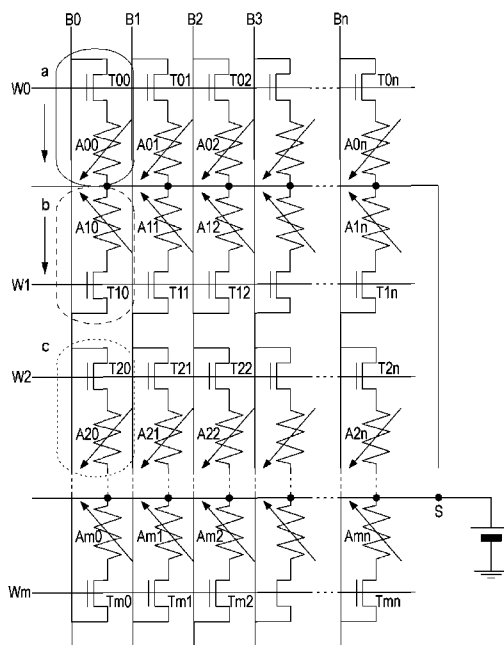 B0 B1 B2 B3 Bn
a
T00 T01 T02 T0n
W0
A00 A01 A02 A0n
b
A10 A11 A12 A1n
W1
T10 T11 T12 T1n
c
T20 T21 T22 T2n
W2
A20 A21 A22 A2n
S
Am0 Am1 Am2 Amn
Wm
Tm0 Tm1 Tm2 Tmn